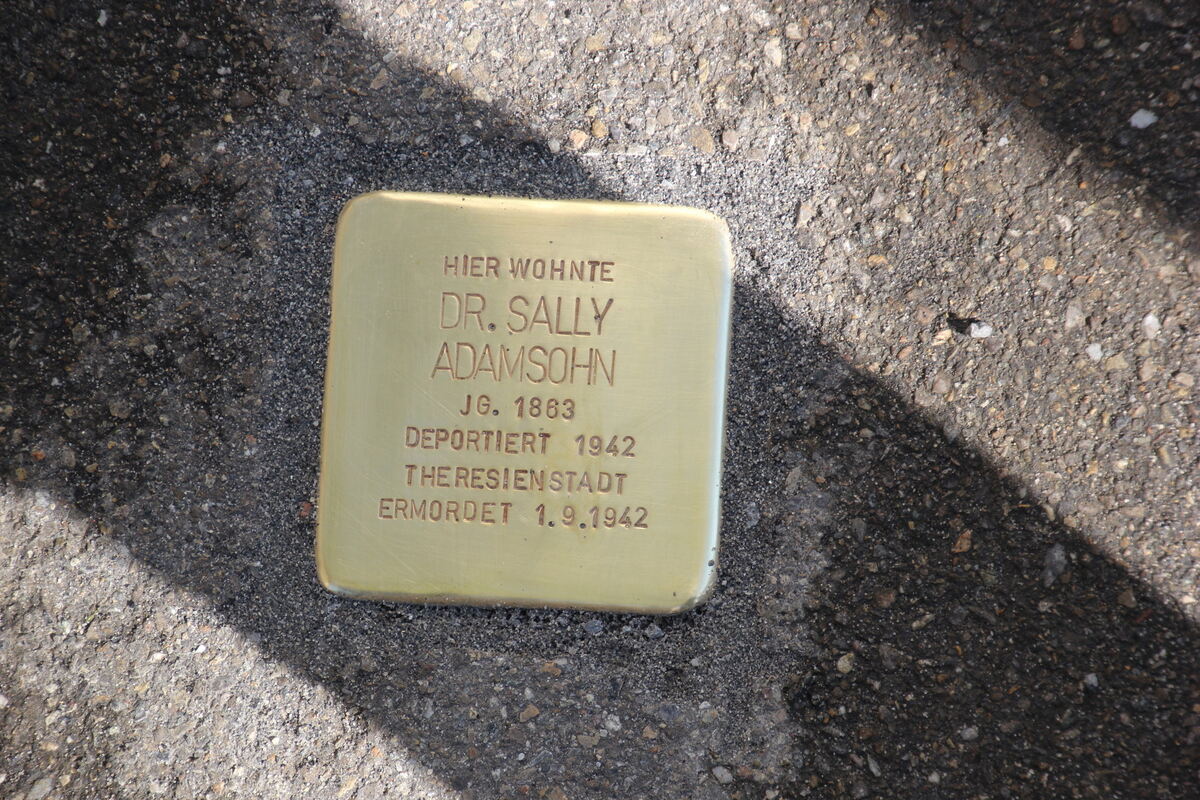 HIER WOHNTE
DR. SALLY
ADAMSOHN
JG. 1863
DEPORTIERT 1942
THERESIENSTADT
ERMORDET 1.9.1942